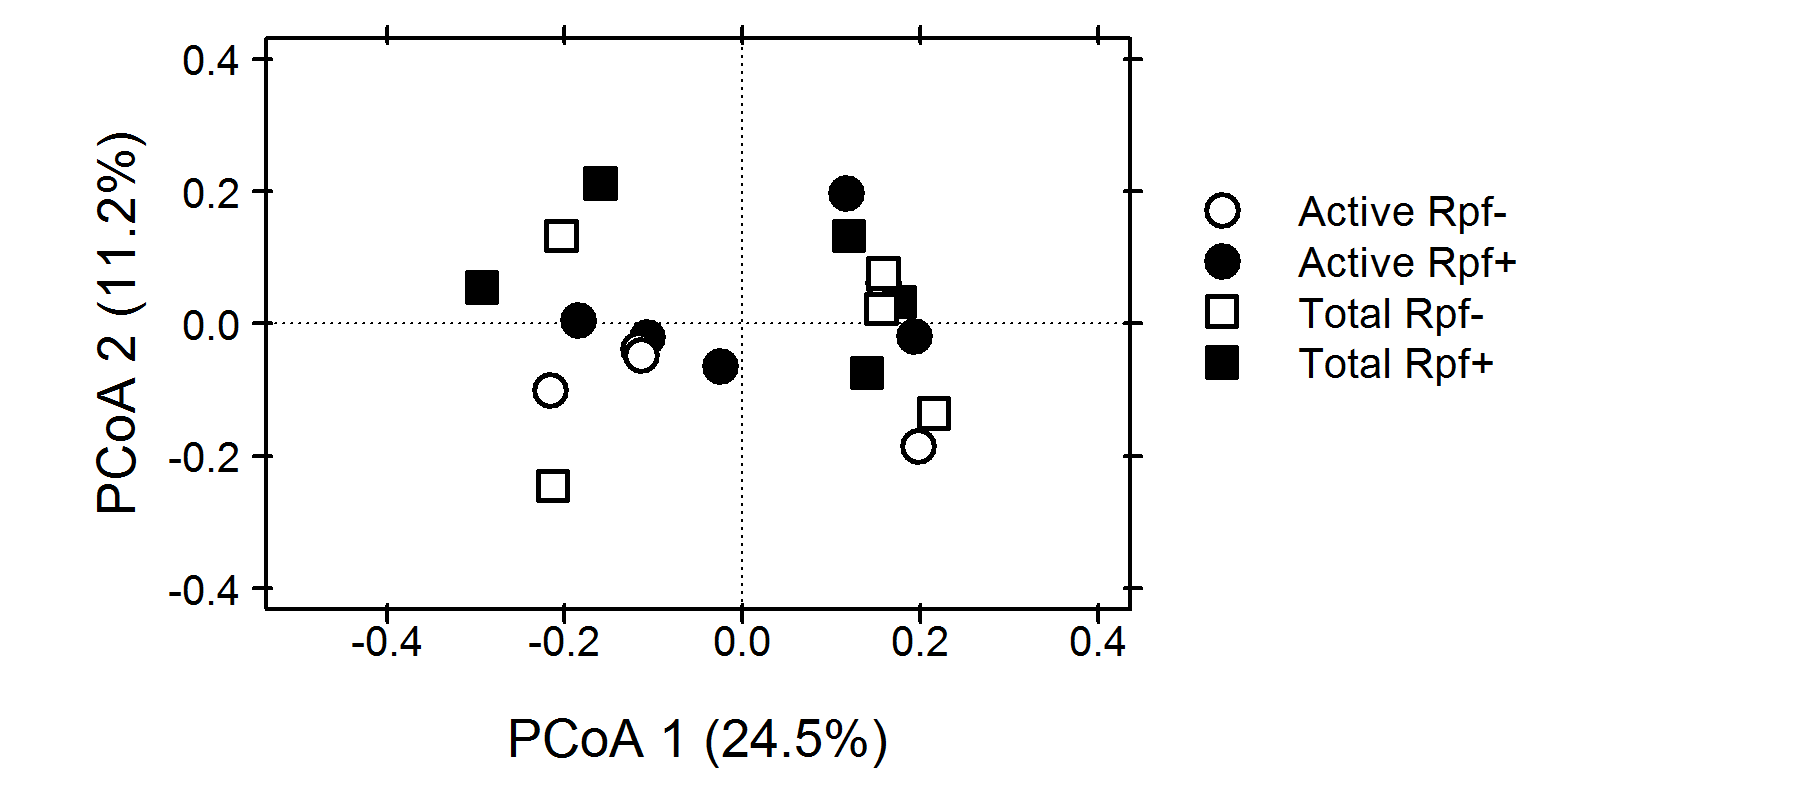 0.4
0.2
0.0
-0.2
-0.4
PCoA 2 (11.2%)
-0.4
-0.2
0.0
0.2
0.4
PCoA 1 (24.5%)
Active Rpf-
Active Rpf+
Total Rpf-
Total Rpf+